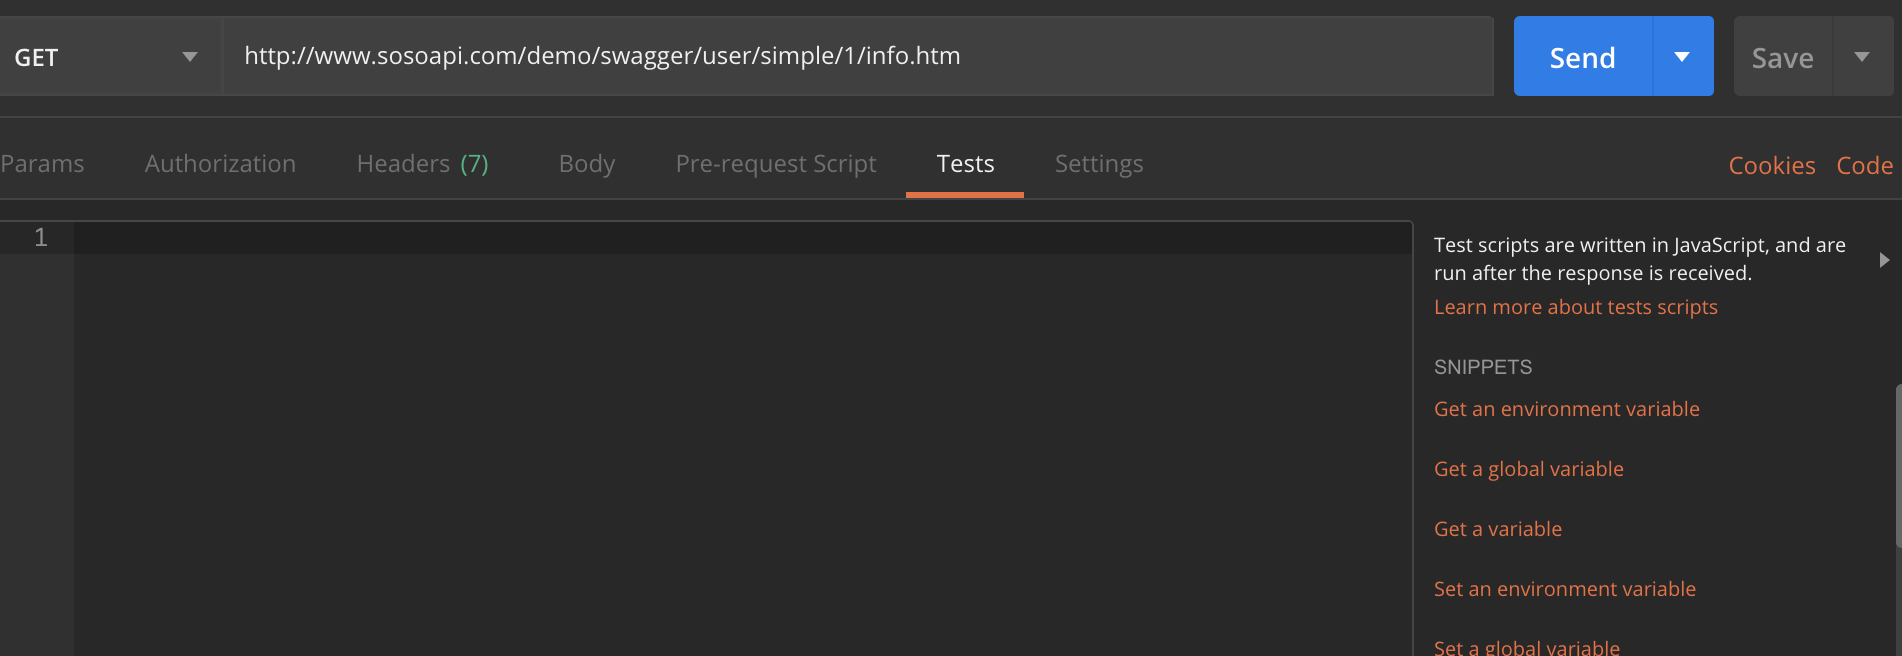 GET http://www.sosoapi.com/demo/swagger/user/simple/1/info.htm Send Save
Params Authorization Headers (7) Body Pre-request Script Tests Settings Cookies Code
1
Test scripts are written in JavaScript, and are
run after the response is received.
Learn more about tests scripts
SNIPPETS
Get an environment variable
Get a global variable
Get a variable
Set an environment variable
Set a global variable